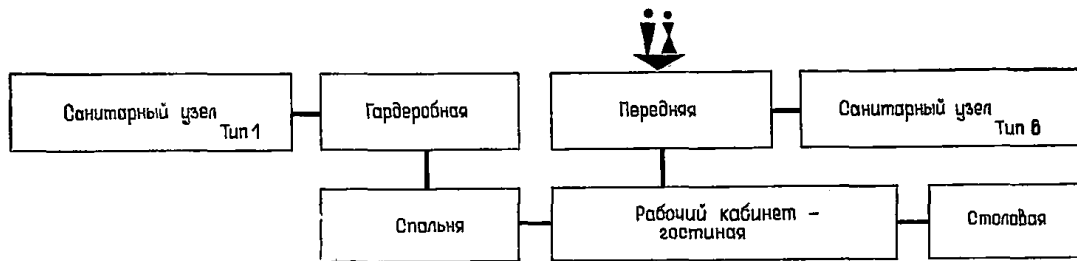 Санитарный узел
Тип 1
Гардеробная
Передняя
Санитарный узел
Тип 6
Спальня
Рабочий кабинет –
гостиная
Столовая